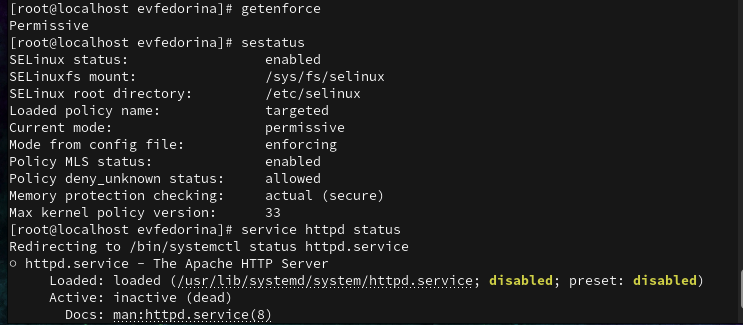 [root@localhost evfedorina]# getenforce
Permissive
[root@localhost evfedorina]# sestatus
SELinux status:                 enabled
SELinuxfs mount:                /sys/fs/selinux
SELinux root directory:         /etc/selinux
Loaded policy name:             targeted
Current mode:                   permissive
Mode from config file:          enforcing
Policy MLS status:              enabled
Policy deny_unknown status:     allowed
Memory protection checking:     actual (secure)
Max kernel policy version:      33
[root@localhost evfedorina]# service httpd status
Redirecting to /bin/systemctl status httpd.service
○ httpd.service - The Apache HTTP Server
     Loaded: loaded (/usr/lib/systemd/system/httpd.service; disabled; preset: disabled)
     Active: inactive (dead)
       Docs: man:httpd.service(8)